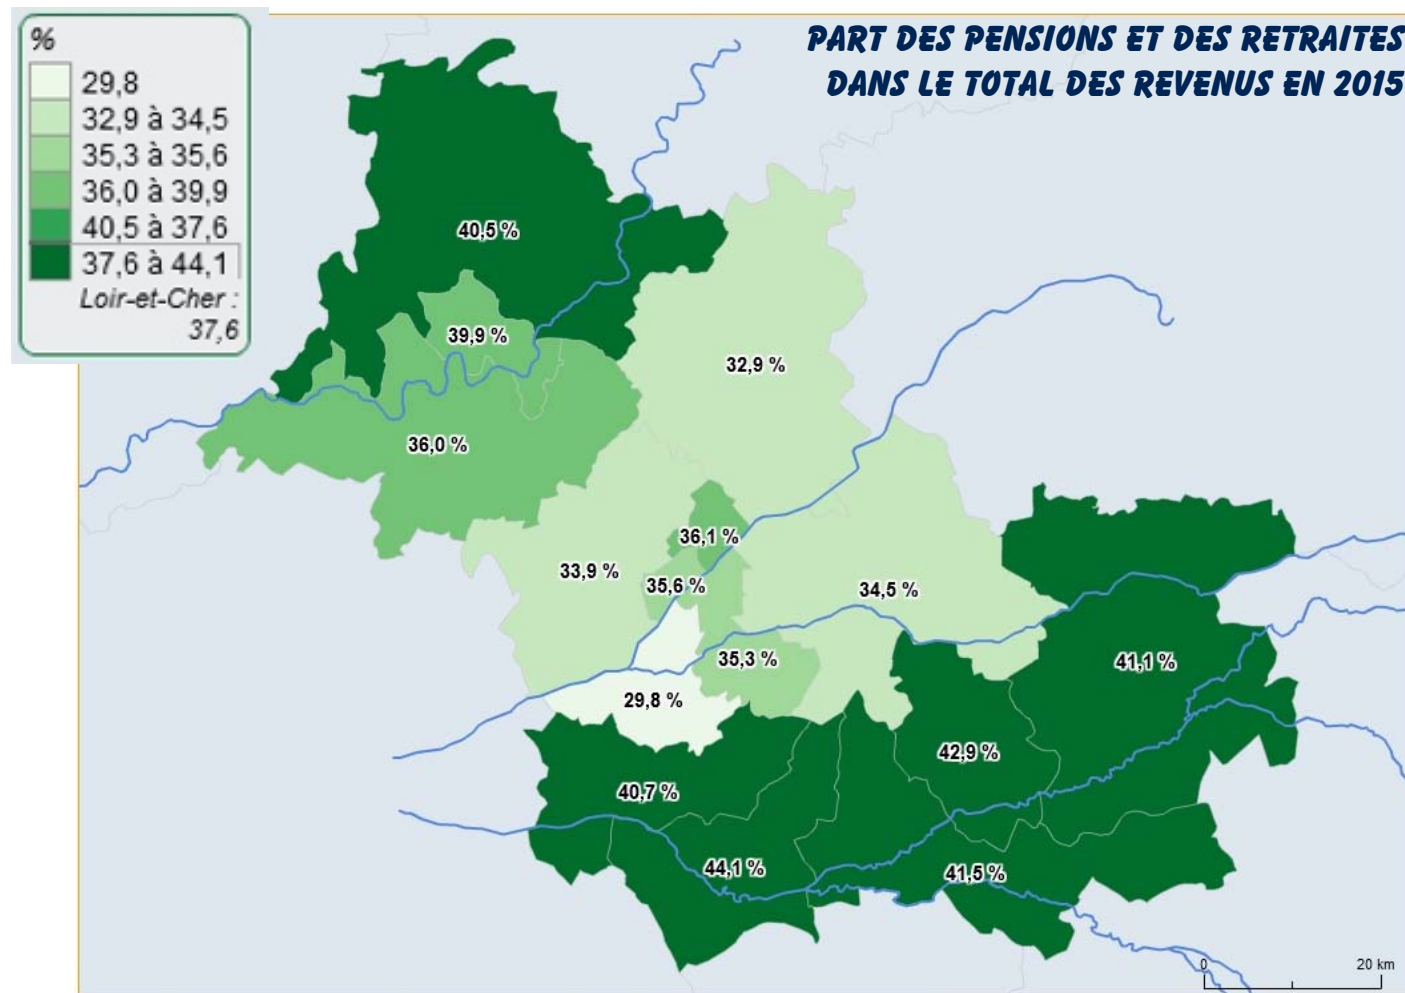 PART DES PENSIONS ET DES RETRAITES
DANS LE TOTAL DES REVENUS EN 2015
%
29,8
32,9 à 34,5
35,3 à 35,6
36,0 à 39,9
40,5 à 37,6
37,6 à 44,1
Loir-et-Cher :
37,6
40,5 %
39,9 %
32,9 %
36,0 %
36,1 %
33,9 %
35,6 %
34,5 %
35,3 %
41,1 %
29,8 %
42,9 %
40,7 %
44,1 %
41,5 %
0 20 km